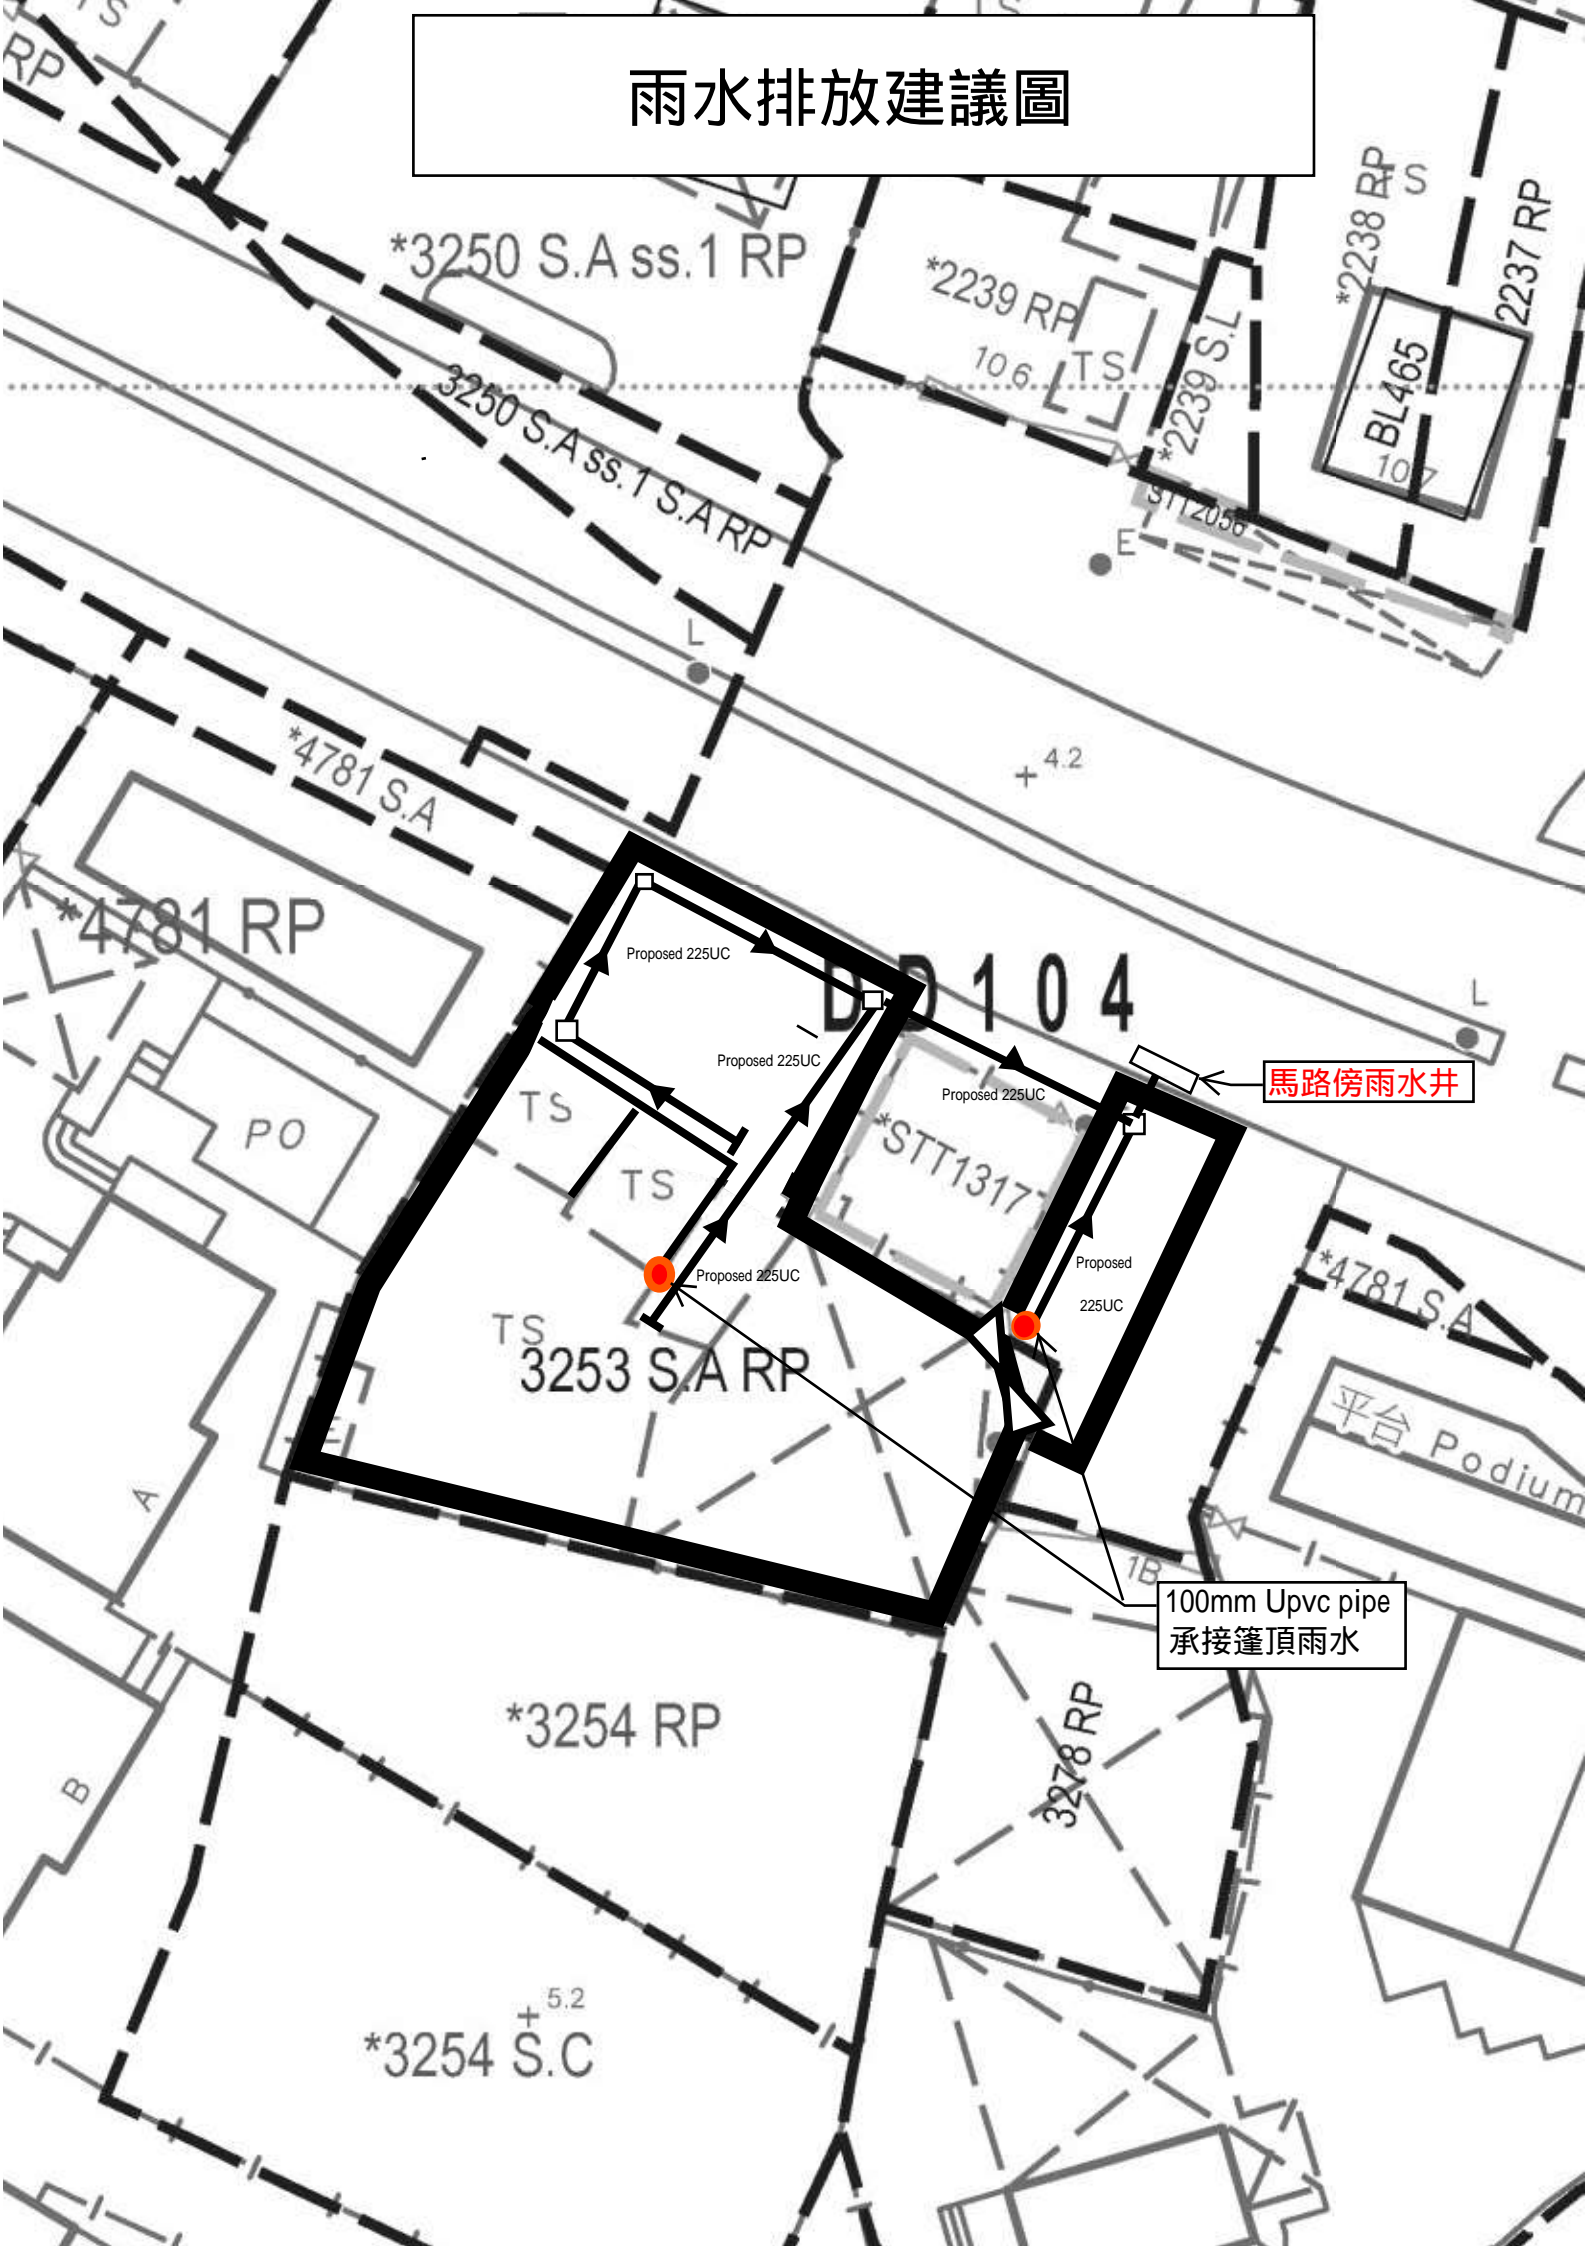 TS
RP
雨水排放建議圖
TS
*2238 RP
2237 RP
*3250 S.A ss.1 RP
*2239 RP
106
TS
*2239 S.L
BL465
107
3250 S.A ss.1 S.A RP
STT2056
E
L
4.2
*4781 S.A
*4781 RP
Proposed 225UC
DD104
L
Proposed 225UC
Proposed 225UC
馬路傍雨水井
TS
PO
*STT1317
TS
Proposed 225UC
Proposed
225UC
*4781 S.A
TS
3253 S.A RP
平台 Podium
A
1B
100mm Upvc pipe
承接篷頂雨水
*3254 RP
3278 RP
B
5.2
*3254 S.C